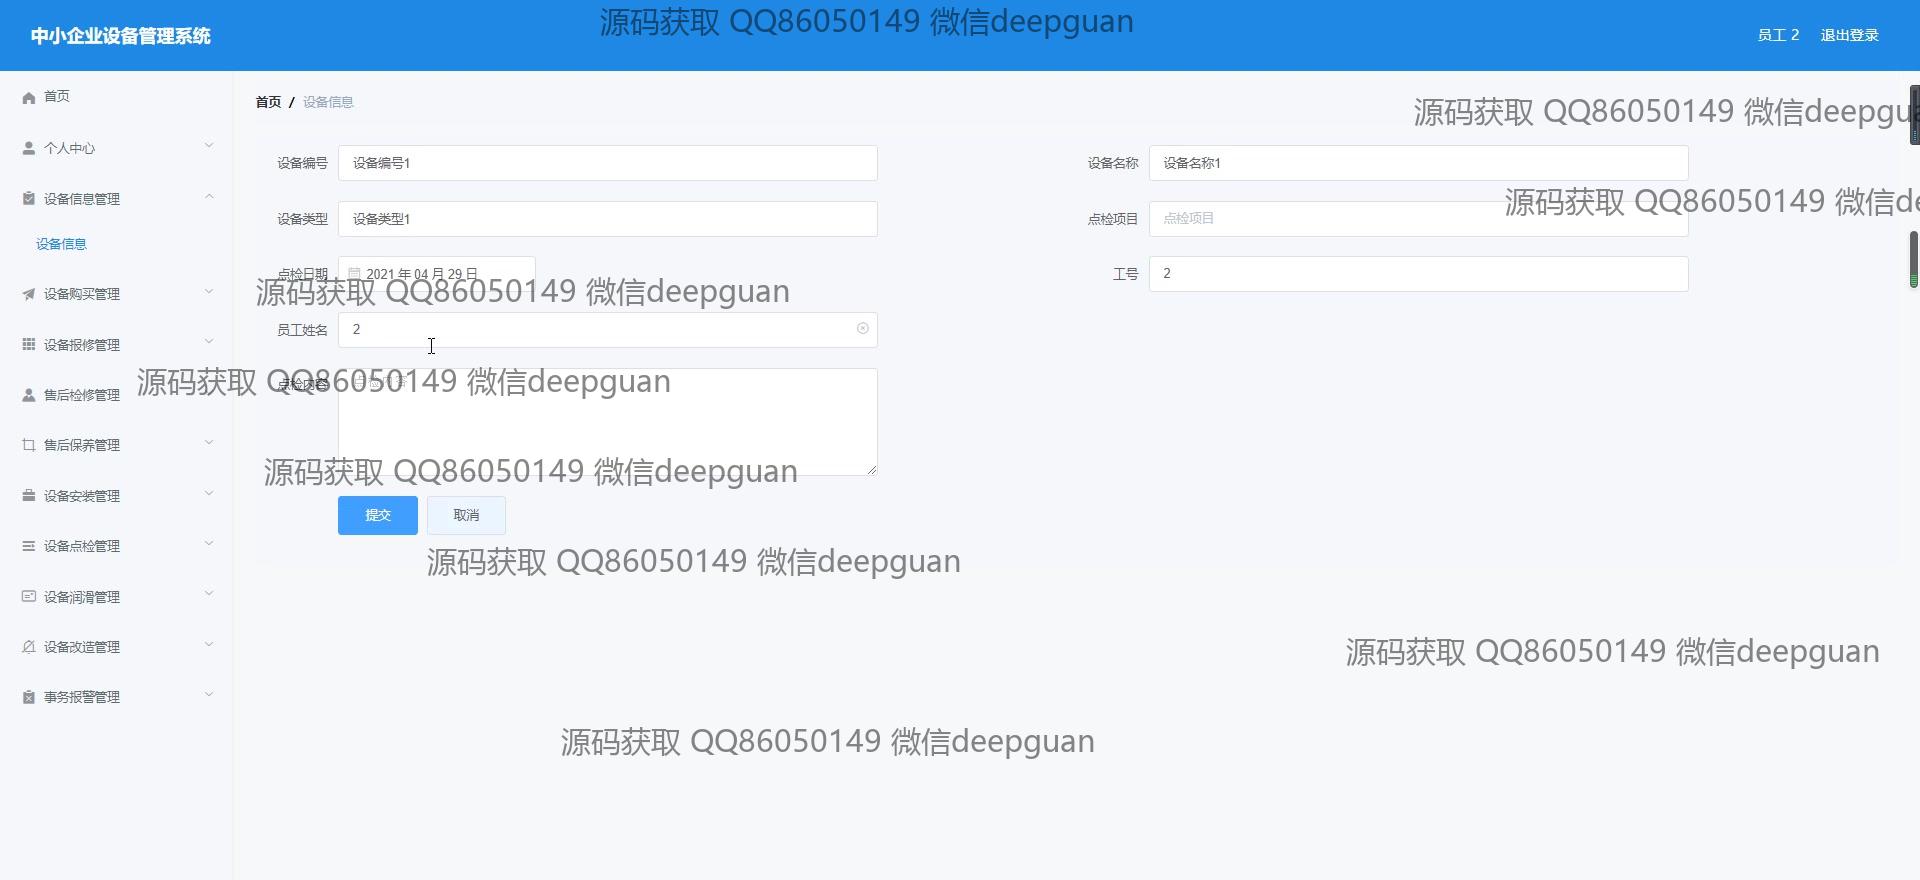 中小企业设备管理系统
源码获取 QQ86050149 微信deepguan
员工 2 退出登录
首页
首页 / 设备信息
源码获取 QQ86050149 微信deepgua
个人中心
设备编号 设备编号1
设备名称 设备名称1
设备信息管理
源码获取 QQ86050149 微信de
设备类型 设备类型1
点检项目 点检项目
设备信息
点检日期 2021 年 04 月 29 日
工号 2
设备购买管理
源码获取 QQ86050149 微信deepguan
员工姓名 2
设备报修管理
售后检修管理
源码获取 QQ86050149 微信deepguan
点检内容 点检内容
售后保养管理
源码获取 QQ86050149 微信deepguan
设备安装管理
提交 取消
设备点检管理
源码获取 QQ86050149 微信deepguan
设备润滑管理
设备改造管理
源码获取 QQ86050149 微信deepguan
事务报警管理
源码获取 QQ86050149 微信deepguan